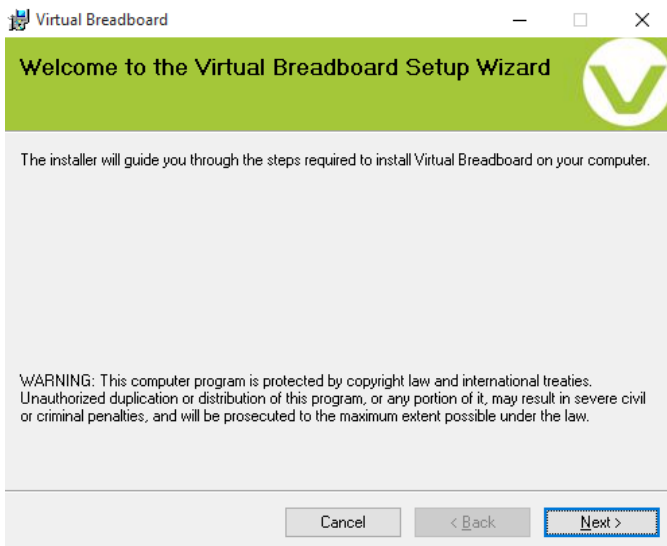 Virtual Breadboard
Welcome to the Virtual Breadboard Setup Wizard
The installer will guide you through the steps required to install Virtual Breadboard on your computer.
WARNING: This computer program is protected by copyright law and international treaties.
Unauthorized duplication or distribution of this program, or any portion of it, may result in severe civil
or criminal penalties, and will be prosecuted to the maximum extent possible under the law.
Cancel
< Back
Next >